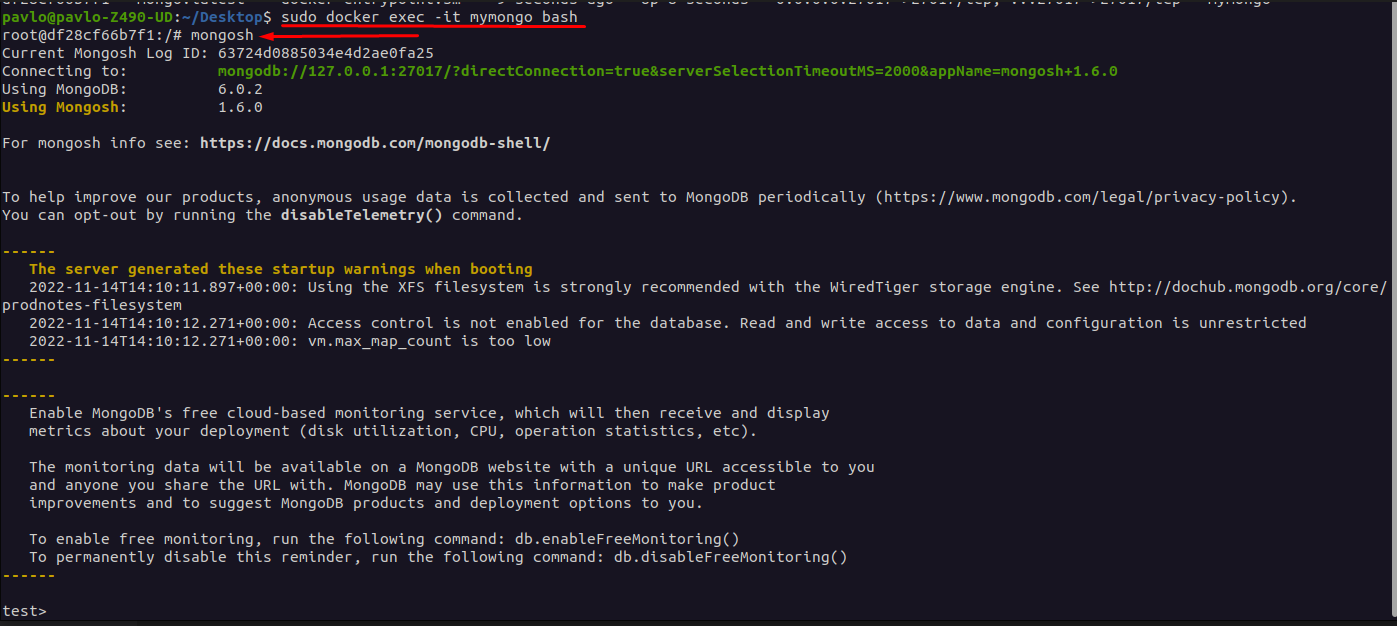 pavlo@pavlo-Z490-UD:~/Desktop$ sudo docker exec -it mymongo bash
root@df28cf66b7f1:/# mongosh
Current Mongosh Log ID: 63724d0885034e4d2ae0fa25
Connecting to:          mongodb://127.0.0.1:27017/?directConnection=true&serverSelectionTimeoutMS=2000&appName=mongosh+1.6.0
Using MongoDB:          6.0.2
Using Mongosh:          1.6.0
For mongosh info see: https://docs.mongodb.com/mongodb-shell/
To help improve our products, anonymous usage data is collected and sent to MongoDB periodically (https://www.mongodb.com/legal/privacy-policy).
You can opt-out by running the disableTelemetry() command.
------
   The server generated these startup warnings when booting
   2022-11-14T14:10:11.897+00:00: Using the XFS filesystem is strongly recommended with the WiredTiger storage engine. See http://dochub.mongodb.org/core/
prodnotes-filesystem
   2022-11-14T14:10:12.271+00:00: Access control is not enabled for the database. Read and write access to data and configuration is unrestricted
   2022-11-14T14:10:12.271+00:00: vm.max_map_count is too low
------
------
   Enable MongoDB's free cloud-based monitoring service, which will then receive and display
   metrics about your deployment (disk utilization, CPU, operation statistics, etc).
   The monitoring data will be available on a MongoDB website with a unique URL accessible to you
   and anyone you share the URL with. MongoDB may use this information to make product
   improvements and to suggest MongoDB products and deployment options to you.
   To enable free monitoring, run the following command: db.enableFreeMonitoring()
   To permanently disable this reminder, run the following command: db.disableFreeMonitoring()
------
test>